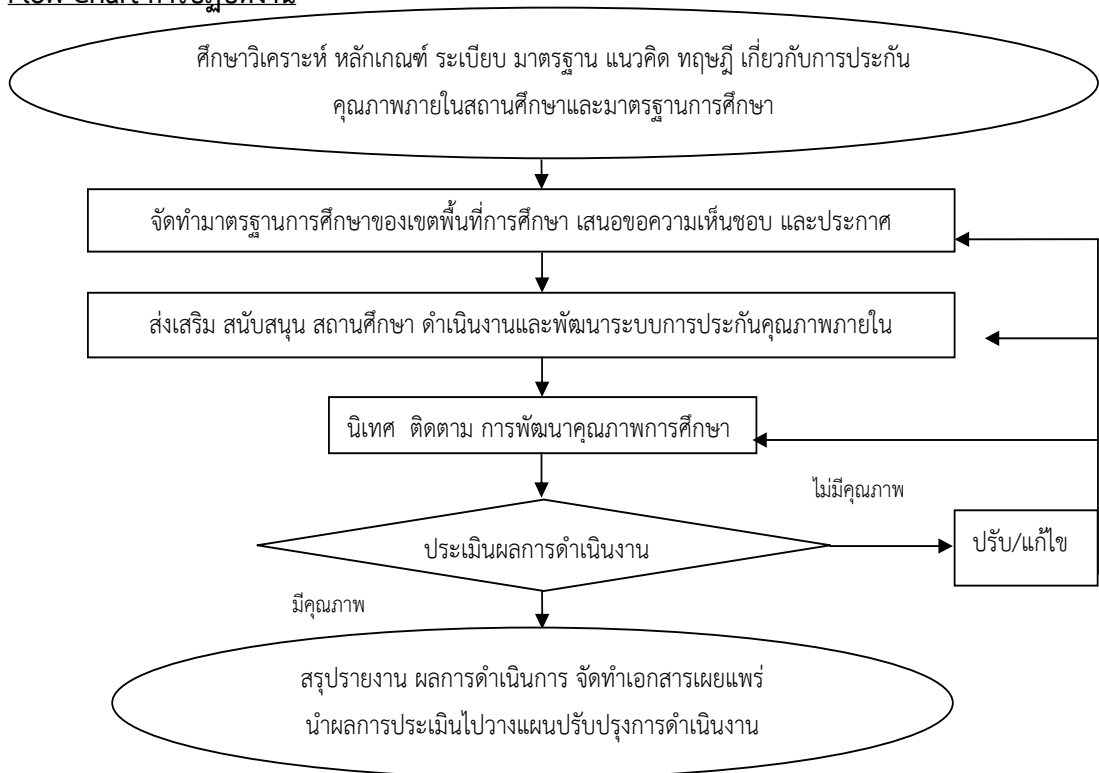 Flow Chart การปฏิบัติงาน
ศึกษาวิเคราะห์ หลักเกณฑ์ ระเบียบ มาตรฐาน แนวคิด ทฤษฎี เกี่ยวกับการประกัน
คุณภาพภายในสถานศึกษาและมาตรฐานการศึกษา
จัดทำมาตรฐานการศึกษาของเขตพื้นที่การศึกษา เสนอขอความเห็นชอบ และประกาศ
ส่งเสริม สนับสนุน สถานศึกษา ดำเนินงานและพัฒนาระบบการประกันคุณภาพภายใน
นิเทศ ติดตาม การพัฒนาคุณภาพการศึกษา
ไม่มีคุณภาพ
ประเมินผลการดำเนินงาน
ปรับ/แก้ไข
มีคุณภาพ
สรุปรายงาน ผลการดำเนินการ จัดทำเอกสารเผยแพร่
นำผลการประเมินไปวางแผนปรับปรุงการดำเนินงาน